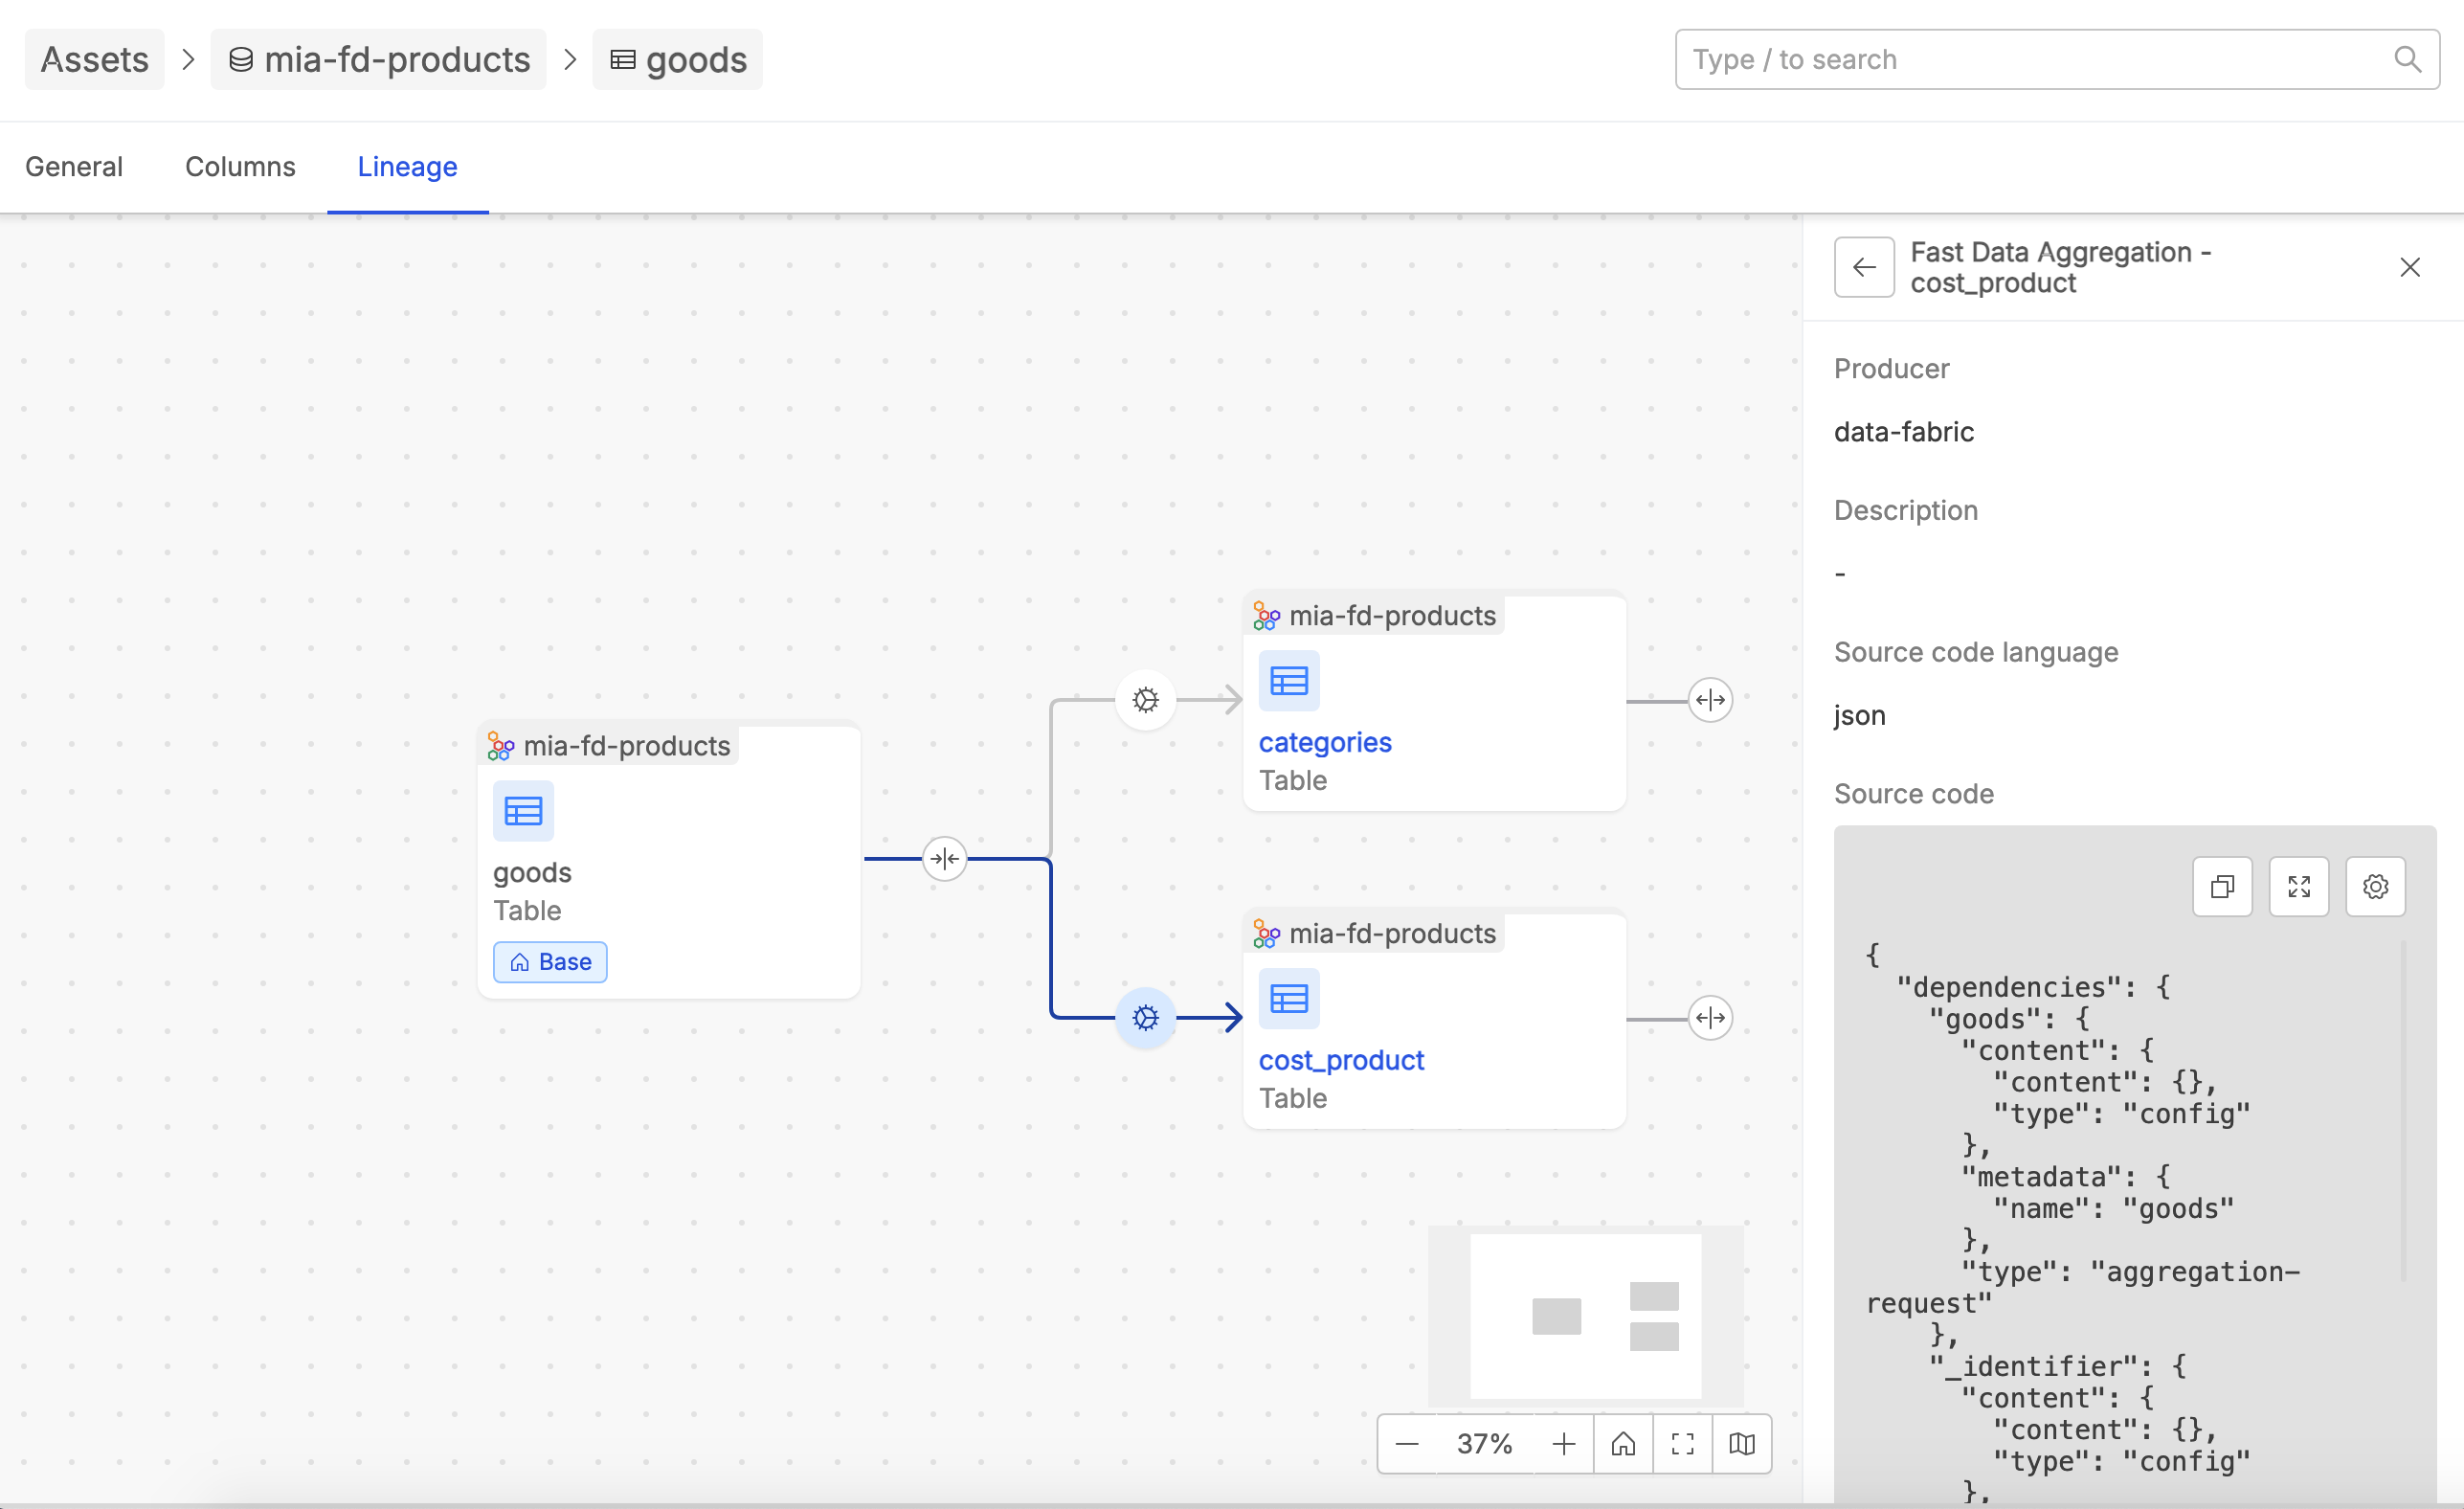 Assets > mia-fd-products > goods
Type / to search
General Columns Lineage
mia-fd-products
goods
Table
Base
mia-fd-products
categories
Table
mia-fd-products
cost_product
Table
37%
Fast Data Aggregation -
cost_product
Producer
data-fabric
Description
-
Source code language
json
Source code
{
  "dependencies": {
    "goods": {
      "content": {
        "content": {},
        "type": "config"
      },
      "metadata": {
        "name": "goods"
      },
      "type": "aggregation-
request"
    },
    "_identifier": {
      "content": {
        "content": {},
        "type": "config"
      },